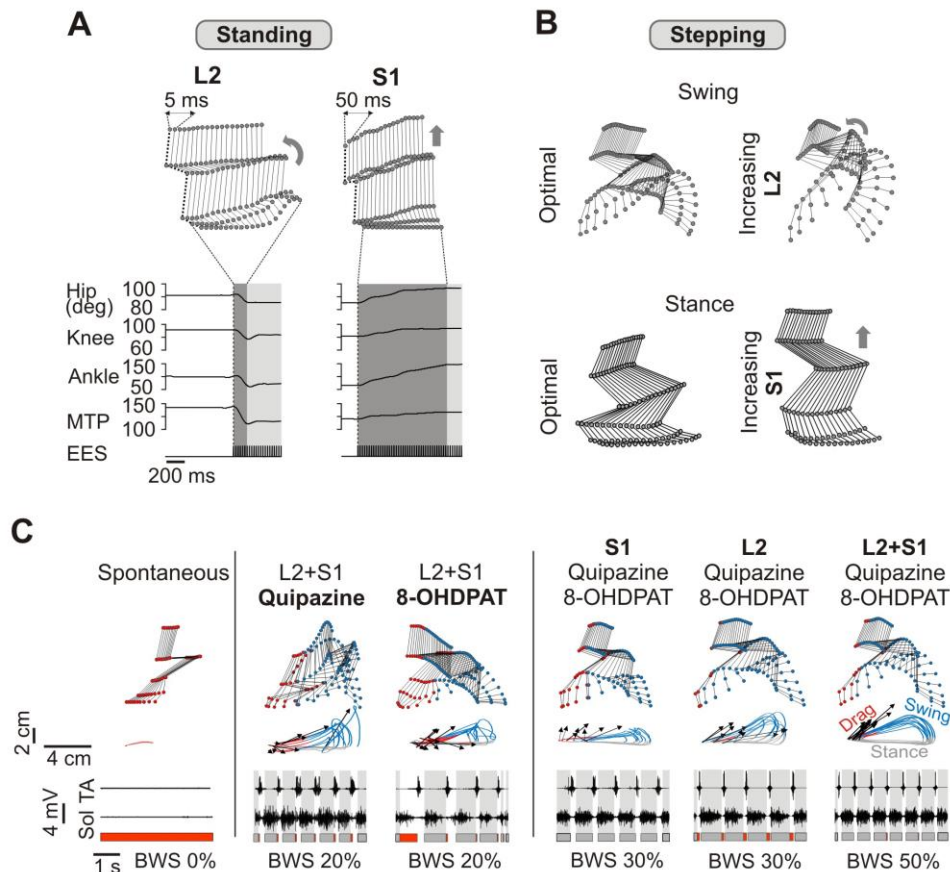 A
Standing
L2
S1
5 ms
50 ms
Hip 100
(deg) 80
Knee 100
60
Ankle 150
50
MTP 150
100
EES
200 ms
B
Stepping
Swing
Optimal
Increasing
L2
Stance
Optimal
Increasing
S1
C
Spontaneous
L2+S1
Quipazine
L2+S1
8-OHDPAT
S1
Quipazine
8-OHDPAT
L2
Quipazine
8-OHDPAT
L2+S1
Quipazine
8-OHDPAT
Drag
Swing
Stance
2 cm
4 cm
4 mV
TA
Sol
1 s
BWS 0%
BWS 20%
BWS 20%
BWS 30%
BWS 30%
BWS 50%